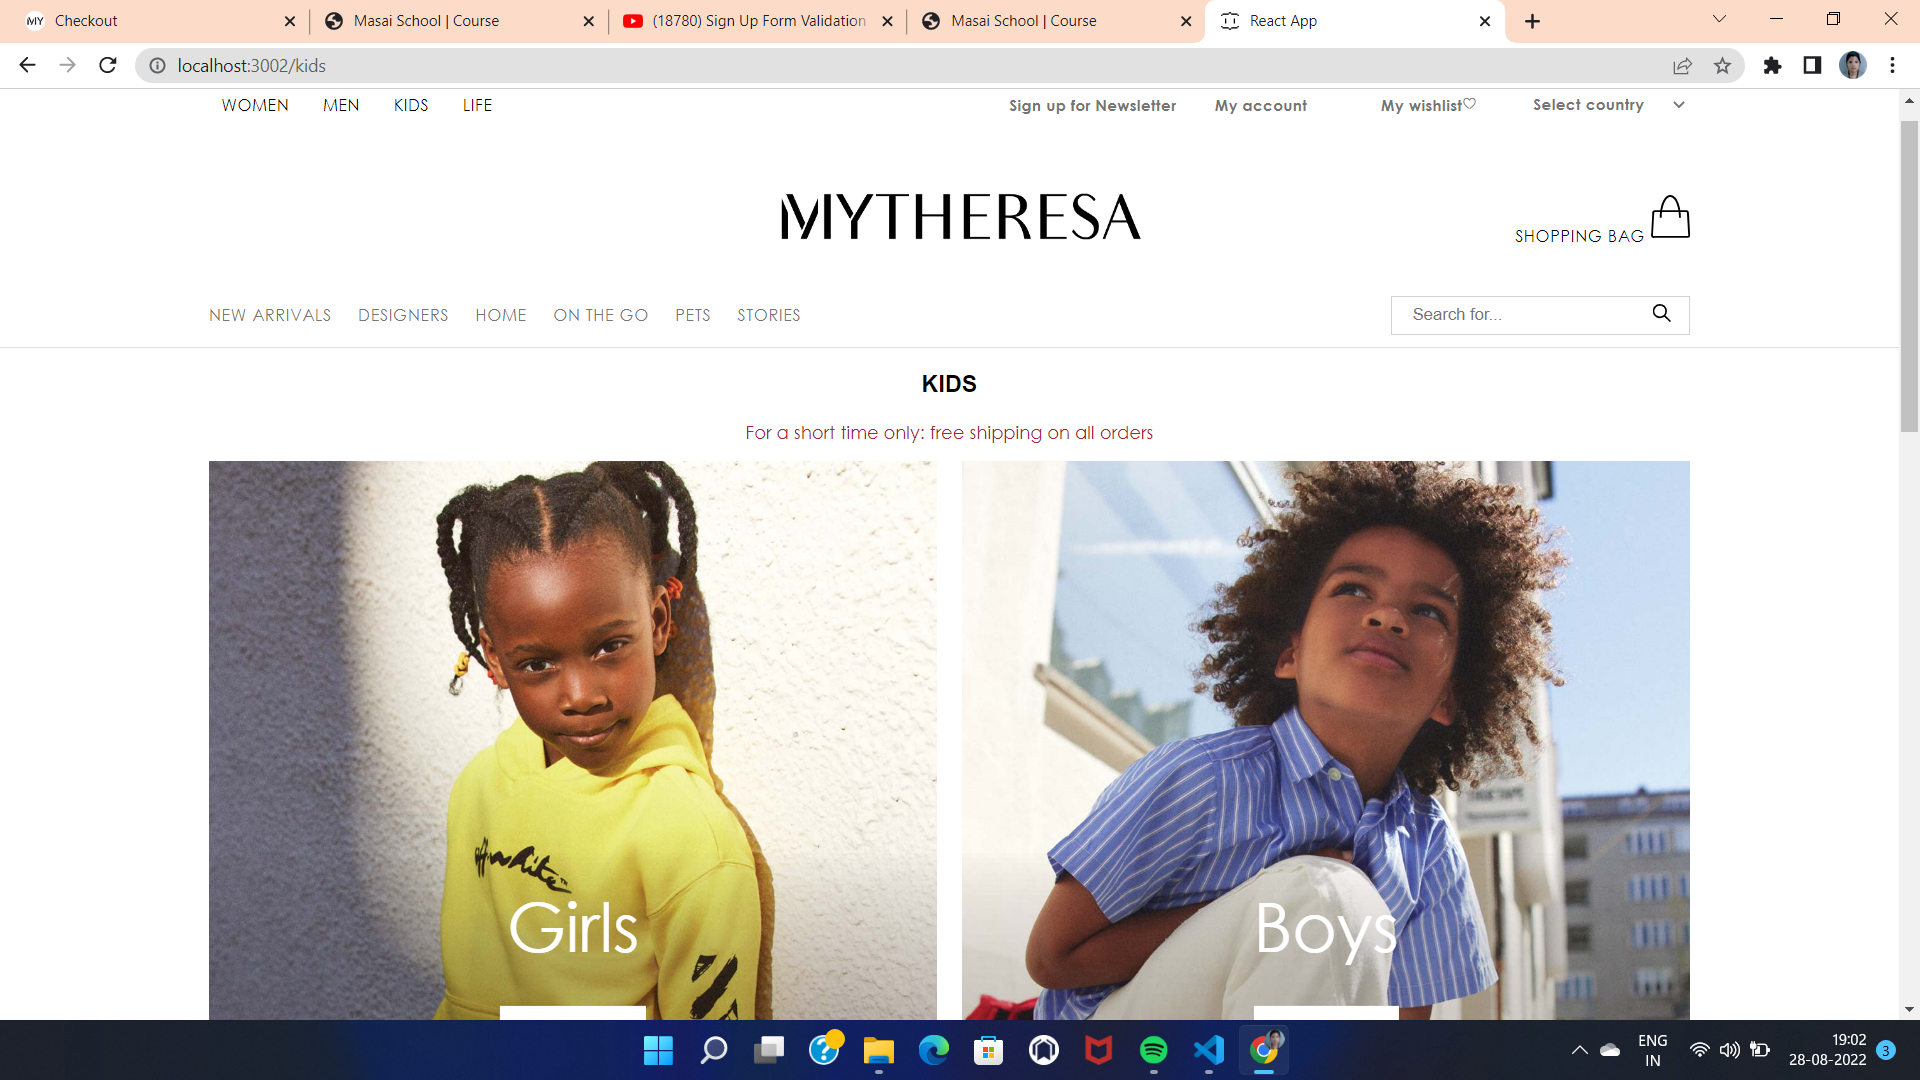 MY Checkout
Masai School | Course
(18780) Sign Up Form Validation
Masai School | Course
React App
localhost:3002/kids
WOMEN MEN KIDS LIFE
Sign up for Newsletter My account My wishlist Select country
MYTHERESA
SHOPPING BAG
NEW ARRIVALS DESIGNERS HOME ON THE GO PETS STORIES
Search for...
KIDS
For a short time only: free shipping on all orders
Off-White™
Girls
Boys
ENG
IN
19:02
28-08-2022
3